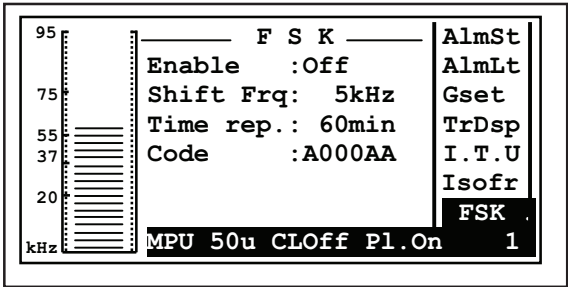 95
75
55
37
20
kHz
F S K
Enable :Off
Shift Frq: 5kHz
Time rep.: 60min
Code :A000AA
AlmSt
AlmLt
Gset
TrDsp
I.T.U
Isofr
FSK .
MPU 50u CLOff Pl.On 1